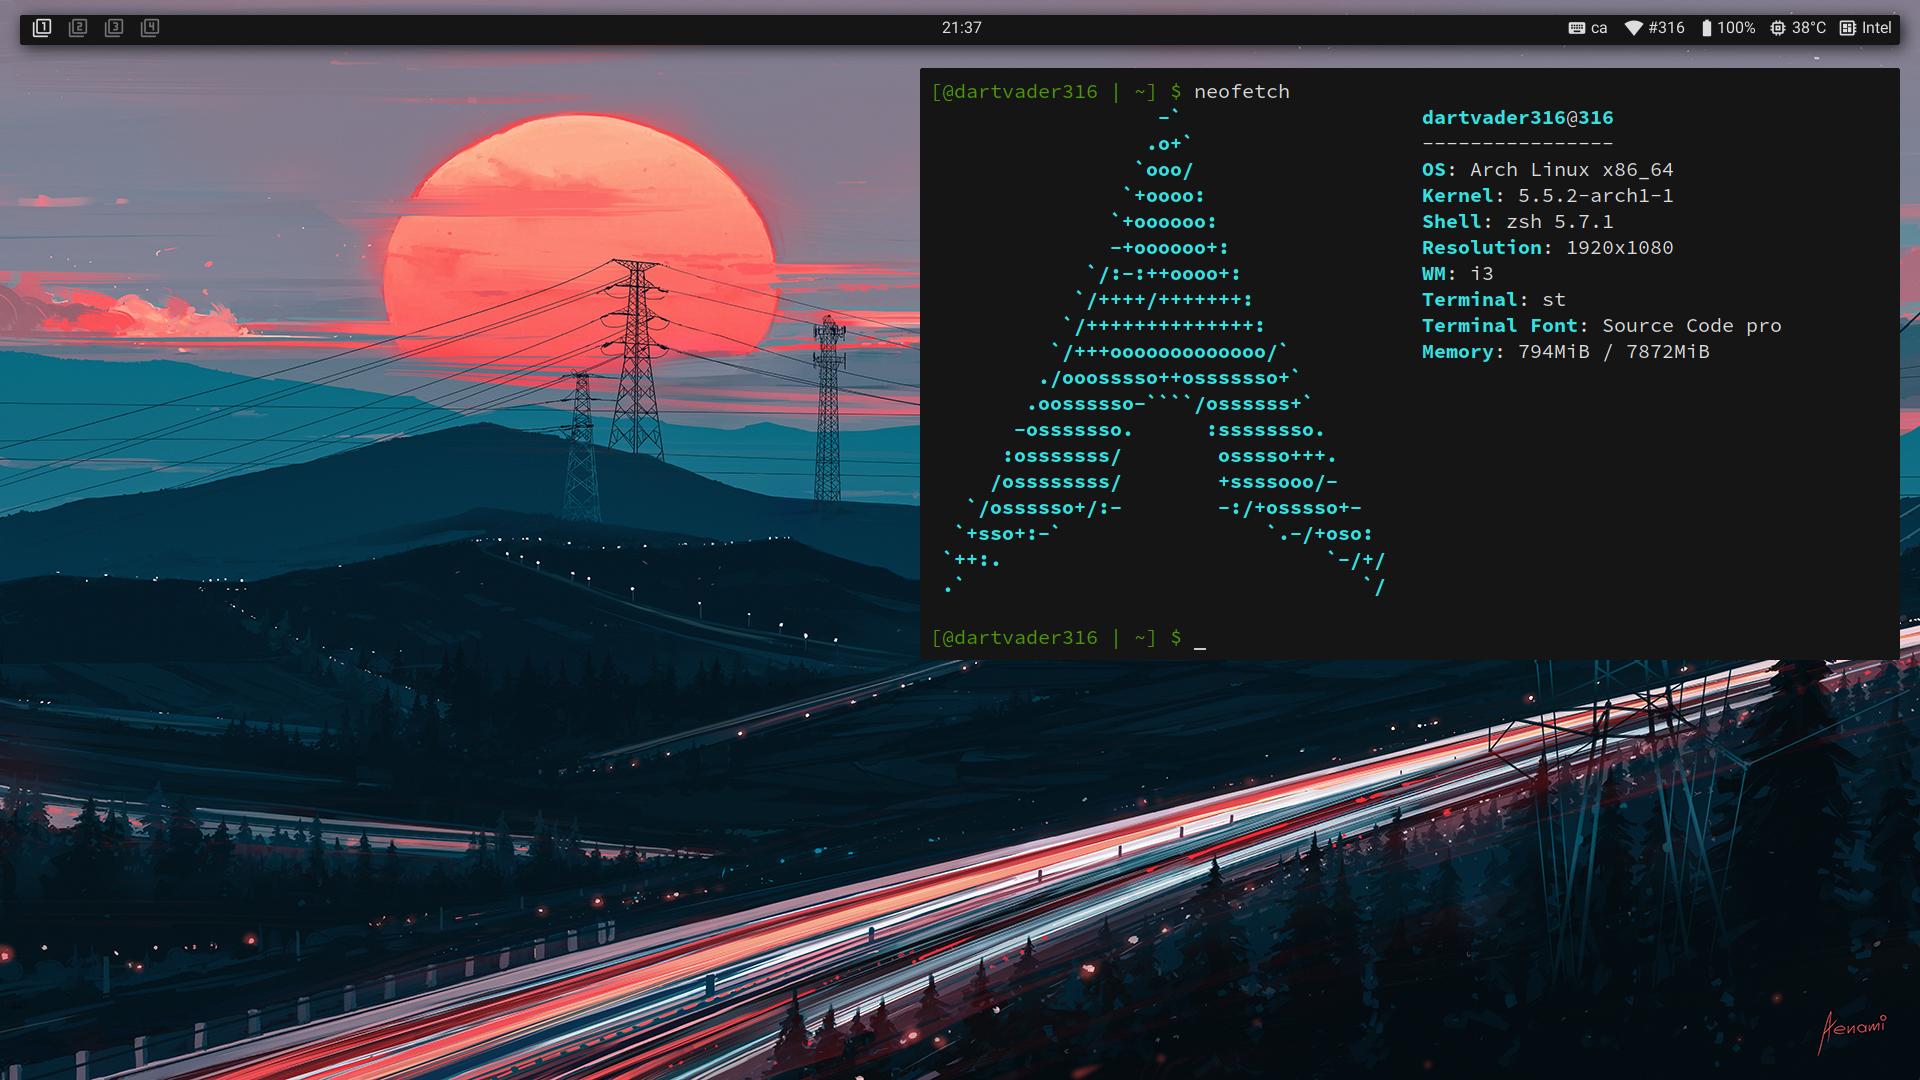 1 2 3 4 21:37 ca #316 100% 38°C Intel
[@dartvader316 | ~] $ neofetch
                   -`                    dartvader316@316
                  .o+`                   ----------------
                 `ooo/                   OS: Arch Linux x86_64
                `+oooo:                  Kernel: 5.5.2-arch1-1
               `+oooooo:                 Shell: zsh 5.7.1
               -+oooooo+:                Resolution: 1920x1080
             `/:-:++oooo+:               WM: i3
            `/++++/+++++++:              Terminal: st
           `/++++++++++++++:             Terminal Font: Source Code pro
          `/+++ooooooooooooo/`           Memory: 794MiB / 7872MiB
         ./ooosssso++osssssso+`
        .oossssso-````/ossssss+`
       -osssssso.      :ssssssso.
      :osssssss/        osssso+++.
     /ossssssss/        +ssssooo/-
   `/ossssso+/:-        -:/+osssso+-
  `+sso+:-`                 `.-/+oso:
 `++:.                           `-/+/
 .`                                 `/
[@dartvader316 | ~] $ _
Aenami